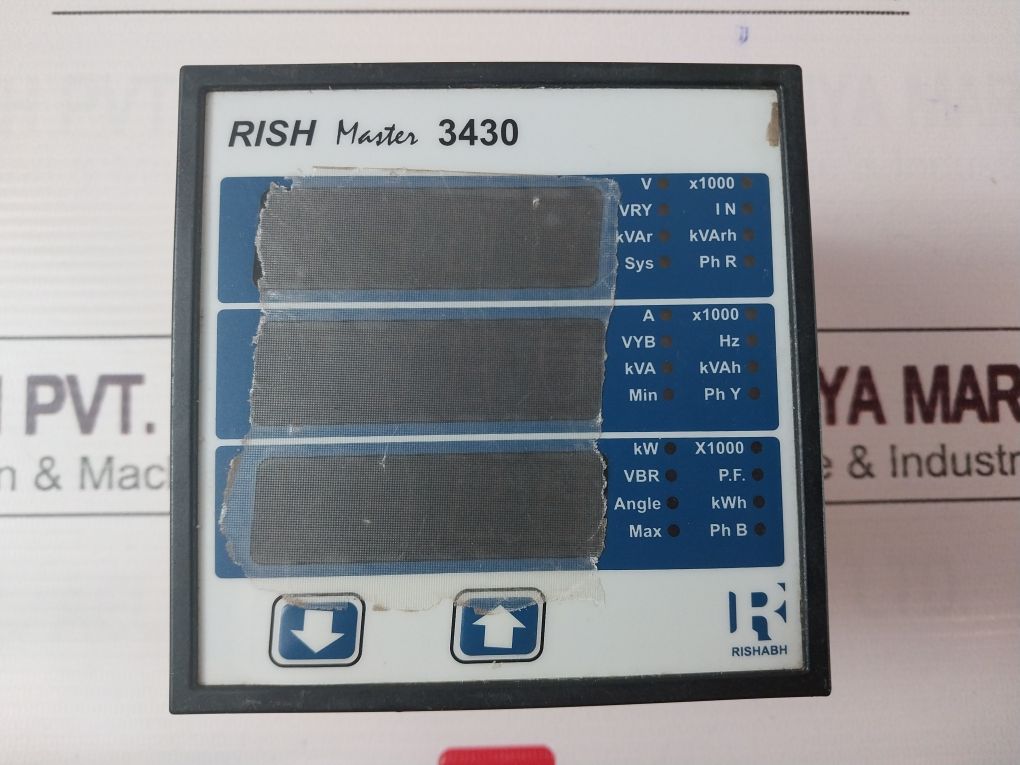 RISH Master 3430
V x1000
VRY I N
kVAr kVArh
Sys Ph R
A x1000
VYB Hz
kVA kVAh
Min Ph Y
kW X1000
VBR P.F.
Angle kWh
Max Ph B
RISHABH
PVT.
YA MAR
n & Mac
& Industr